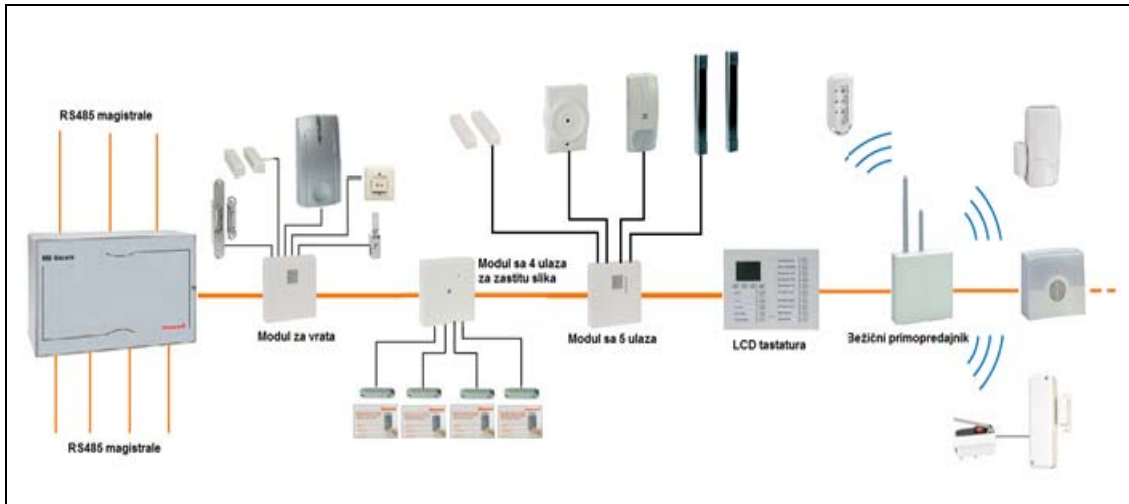 RS485 magistrale
Modul za vrata
Modul sa 4 ulaza
za zastitu slika
Modul sa 5 ulaza
LCD tastatura
Bežični primopredajnik
RS485 magistrale